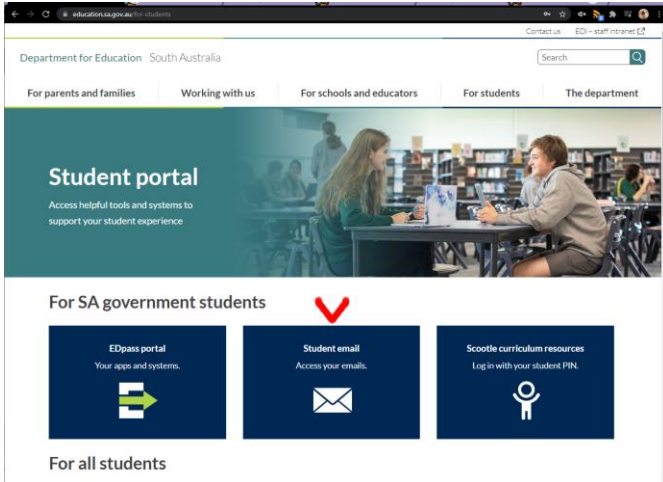 education.sa.gov.au/for-students
Contact us EDi - staff intranet
Department for Education South Australia
Search
For parents and families Working with us For schools and educators For students The department
Student portal
Access helpful tools and systems to
support your student experience
For SA government students
EDpass portal
Your apps and systems.
Student email
Access your emails.
Scootle curriculum resources
Log in with your student PIN.
For all students